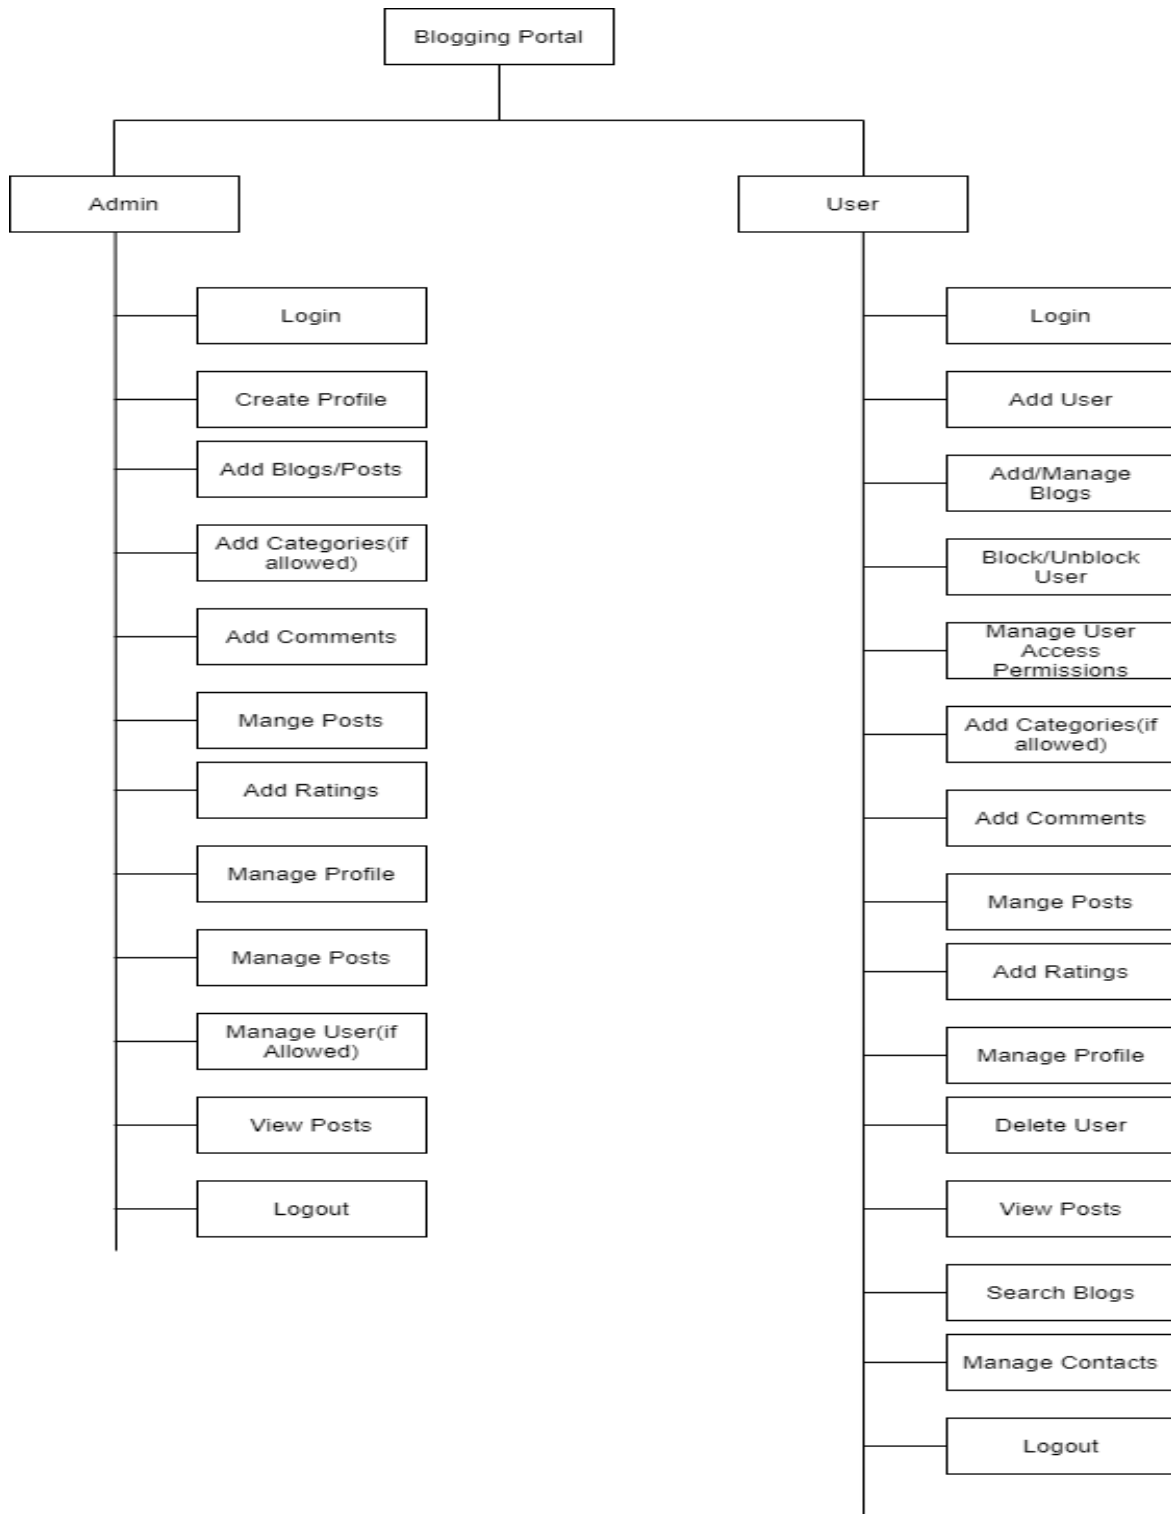 Blogging Portal
Admin
User
Login
Create Profile
Add Blogs/Posts
Add Categories(if
allowed)
Add Comments
Mange Posts
Add Ratings
Manage Profile
Manage Posts
Manage User(if
Allowed)
View Posts
Logout
Login
Add User
Add/Manage
Blogs
Block/Unblock
User
Manage User
Access
Permissions
Add Categories(if
allowed)
Add Comments
Mange Posts
Add Ratings
Manage Profile
Delete User
View Posts
Search Blogs
Manage Contacts
Logout